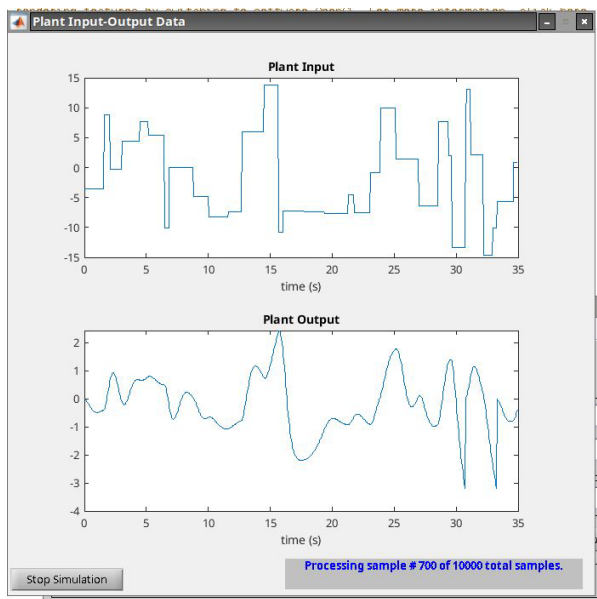 Plant Input-Output Data
Plant Input
15
10
5
0
-5
-10
-15
0 5 10 15 20 25 30 35
time (s)
Plant Output
2
1
0
-1
-2
-3
-4
0 5 10 15 20 25 30 35
time (s)
Processing sample # 700 of 10000 total samples.
Stop Simulation